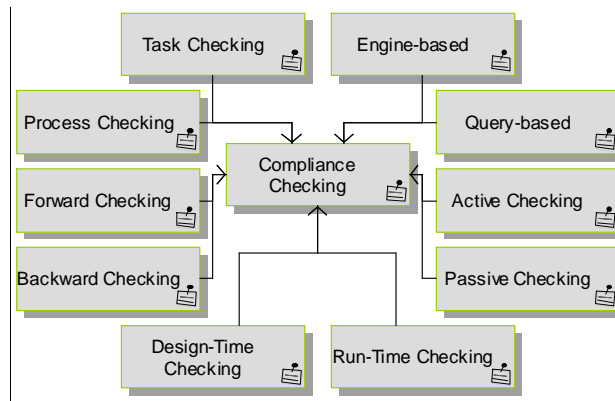 Task Checking
Engine-based
Process Checking
Query-based
Compliance
Checking
Forward Checking
Active Checking
Backward Checking
Passive Checking
Design-Time
Checking
Run-Time Checking